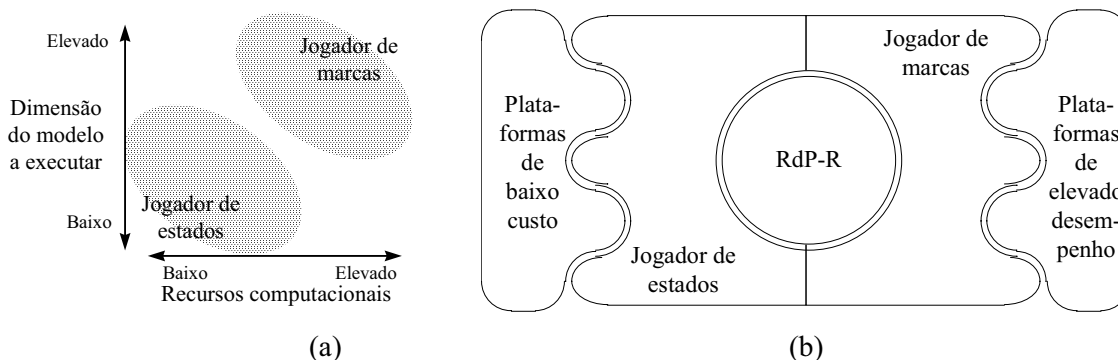 Elevado
Jogador de
marcas
Dimensão
do modelo
a executar
Baixo
Jogador de
estados
Baixo
Elevado
Recursos computacionais
(a)
Plata-
formas
de
baixo
custo
Jogador de
estados
RdP-R
Jogador de
marcas
Plata-
formas
de
elevado
desem-
penho
(b)